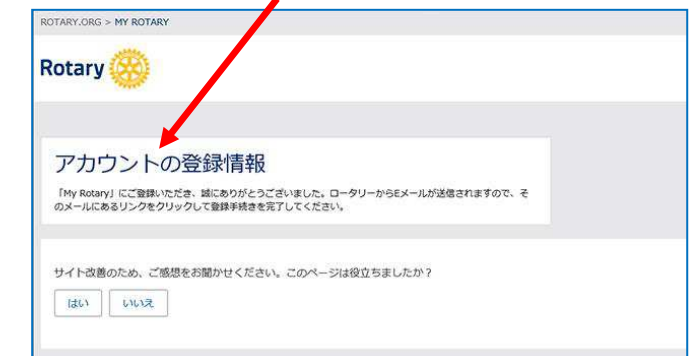 ROTARY.ORG > MY ROTARY
Rotary
アカウントの登録情報
「My Rotary」にご登録いただき、誠にありがとうございました。ロータリーからEメールが送信されますので、そ
のメールにあるリンクをクリックして登録手続きを完了してください。
サイト改善のため、ご感想をお聞かせください。このページは役立ちましたか？
はい いいえ